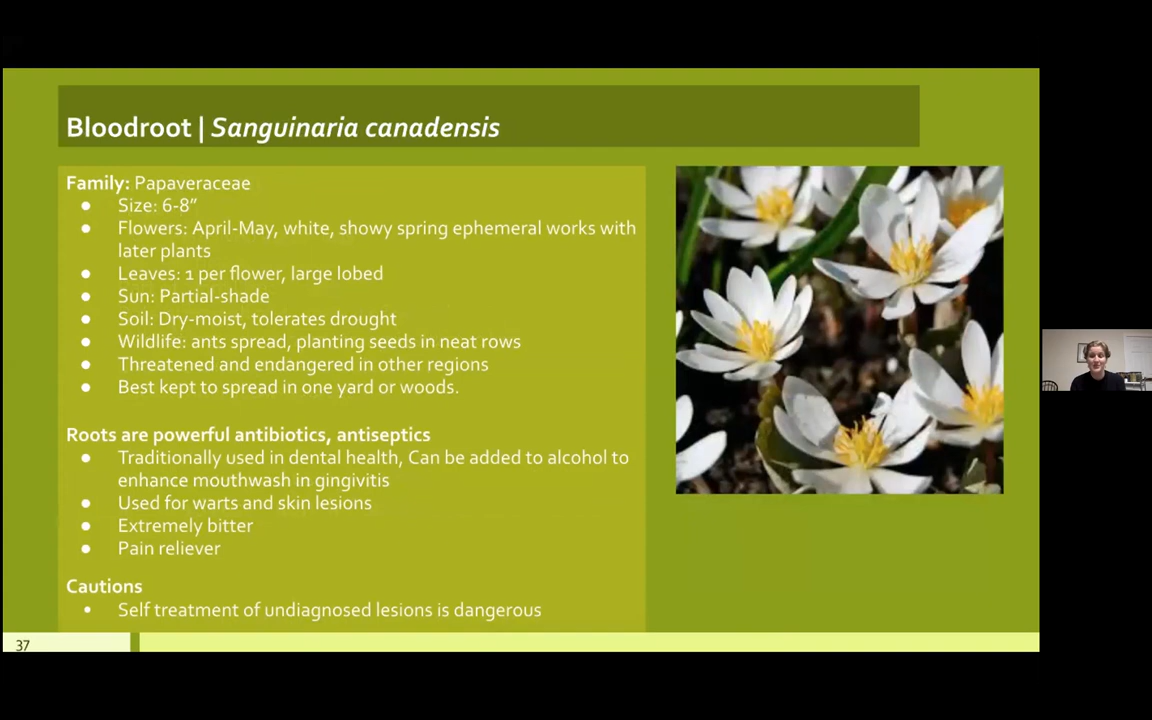 Bloodroot | Sanguinaria canadensis
Family: Papaveraceae
● Size: 6-8”
● Flowers: April-May, white, showy spring ephemeral works with
later plants
● Leaves: 1 per flower, large lobed
● Sun: Partial-shade
● Soil: Dry-moist, tolerates drought
● Wildlife: ants spread, planting seeds in neat rows
● Threatened and endangered in other regions
● Best kept to spread in one yard or woods.
Roots are powerful antibiotics, antiseptics
● Traditionally used in dental health, Can be added to alcohol to
enhance mouthwash in gingivitis
● Used for warts and skin lesions
● Extremely bitter
● Pain reliever
Cautions
• Self treatment of undiagnosed lesions is dangerous
37